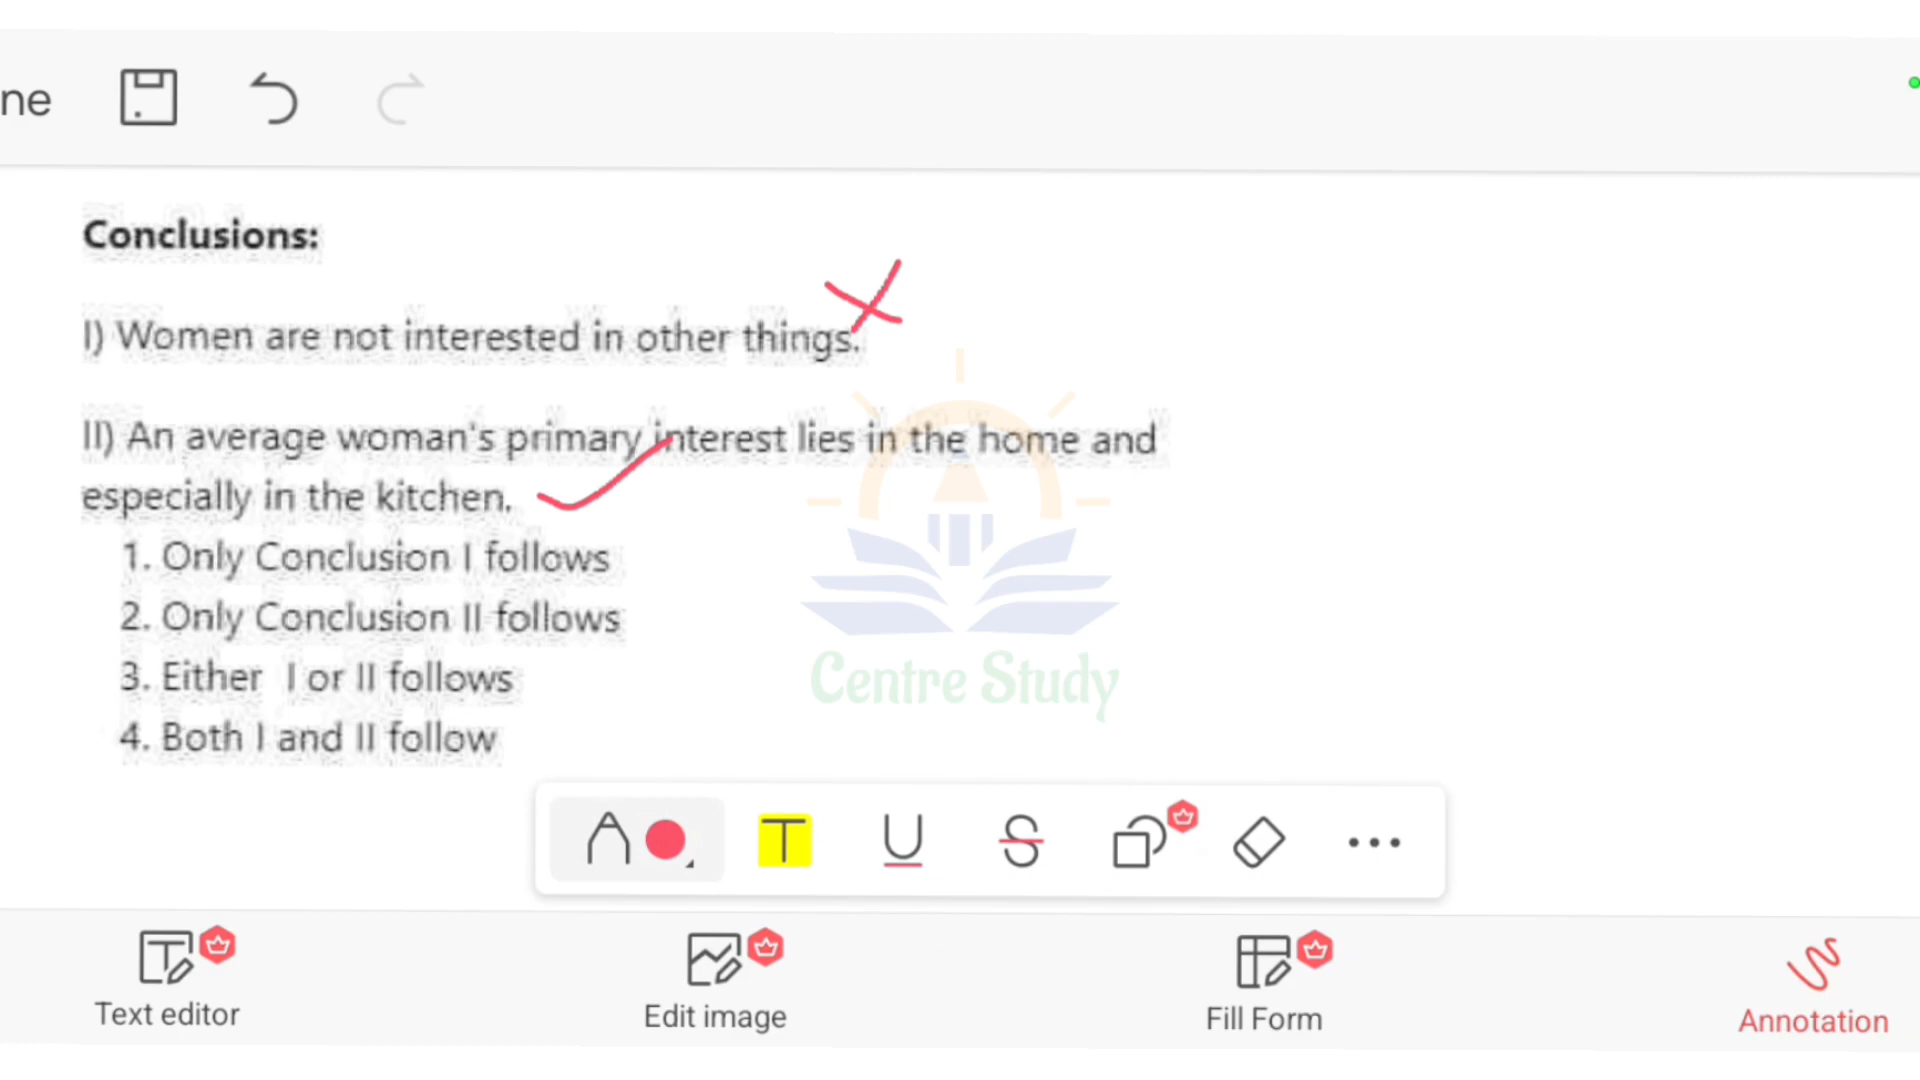 ne
Conclusions:
I) Women are not interested in other things.
II) An average woman's primary interest lies in the home and
especially in the kitchen.
1. Only Conclusion I follows
2. Only Conclusion II follows
3. Either I or II follows
4. Both I and II follow
Centre Study
Text editor
Edit image
Fill Form
Annotation